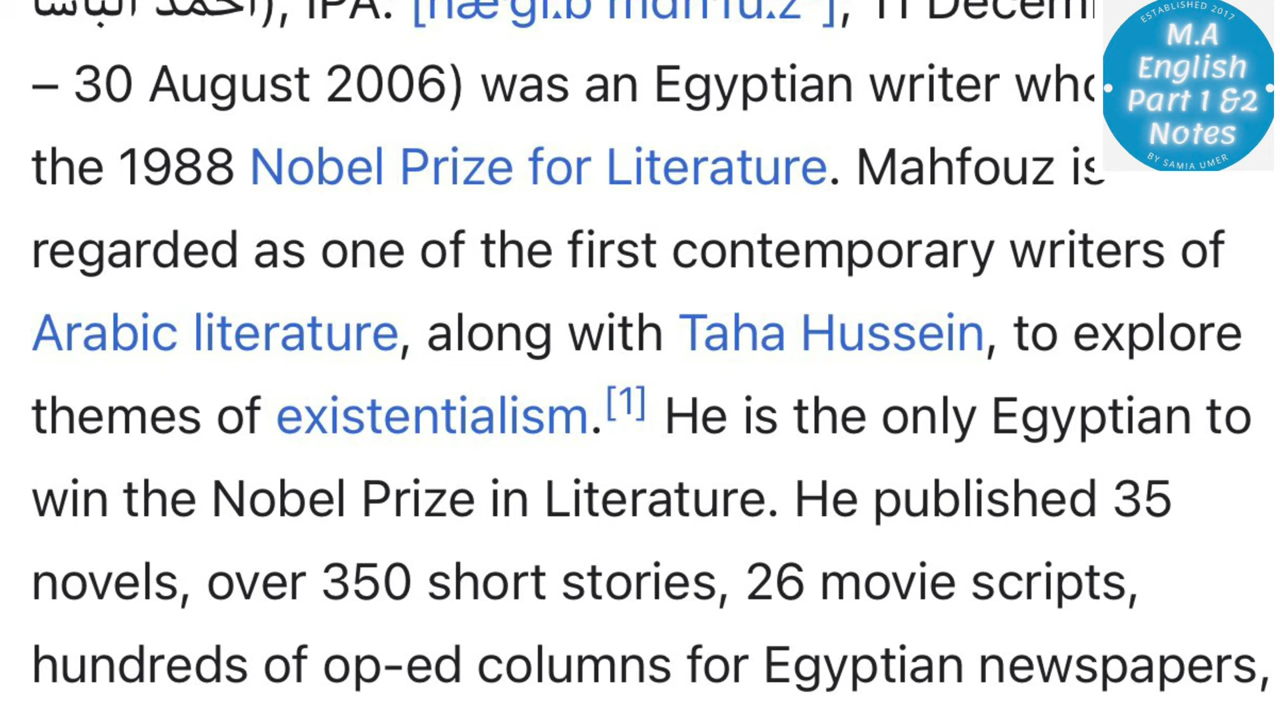 – 30 August 2006) was an Egyptian writer who
the 1988 Nobel Prize for Literature. Mahfouz is
regarded as one of the first contemporary writers of
Arabic literature, along with Taha Hussein, to explore
themes of existentialism.[1] He is the only Egyptian to
win the Nobel Prize in Literature. He published 35
novels, over 350 short stories, 26 movie scripts,
hundreds of op-ed columns for Egyptian newspapers,
ESTABLISHED 2017
M.A
English
Part 1 &2
Notes
BY SAMIA UMER